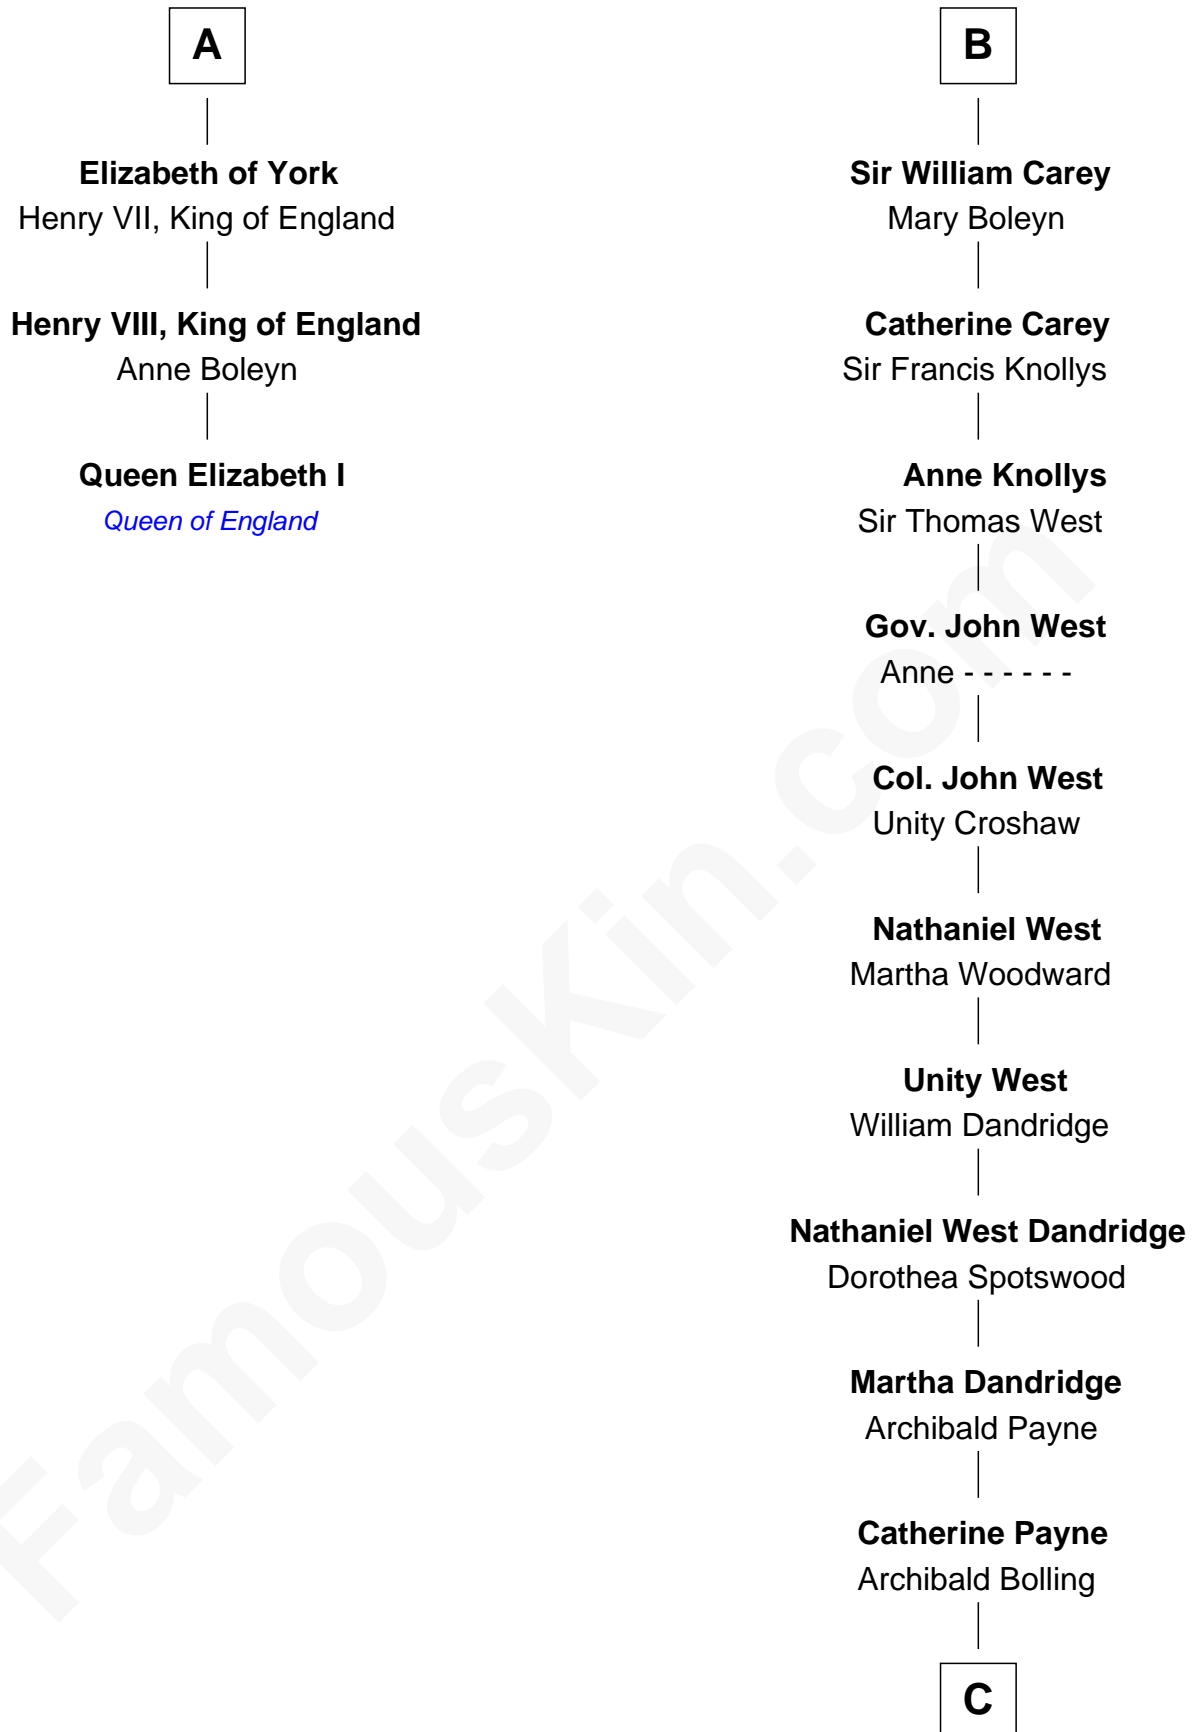 A
Elizabeth of York
Henry VII, King of England
Henry VIII, King of England
Anne Boleyn
Queen Elizabeth I
Queen of England
B
Sir William Carey
Mary Boleyn
Catherine Carey
Sir Francis Knollys
Anne Knollys
Sir Thomas West
Gov. John West
Anne - - - - - -
Col. John West
Unity Croshaw
Nathaniel West
Martha Woodward
Unity West
William Dandridge
Nathaniel West Dandridge
Dorothea Spotswood
Martha Dandridge
Archibald Payne
Catherine Payne
Archibald Bolling
C
FamousKin.com